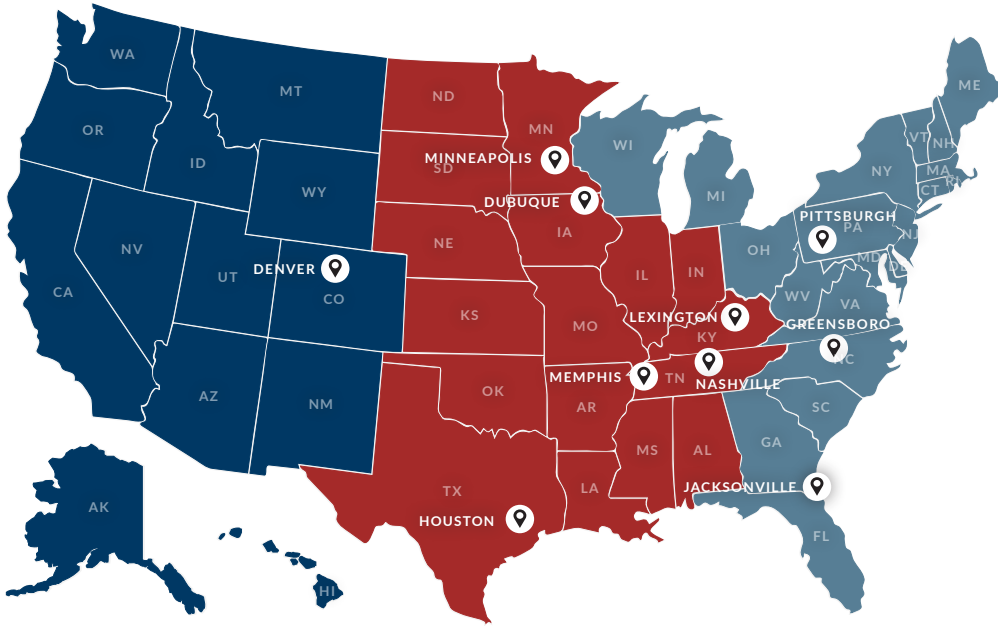 WA
ME
MT
ND
OR
MN
VT
NH
WI
MINNEAPOLIS
ID
SD
NY
MA
RI
CT
WY
MI
DUBUQUE
PITTSBURGH
PA
NJ
IA
NV
NE
OH
MD
DE
DENVER
UT
CO
IL
IN
CA
WV
VA
KS
LEXINGTON
MO
KY
GREENSBORO
NC
MEMPHIS
TN
NASHVILLE
AZ
NM
OK
AR
SC
MS
AL
GA
TX
LA
JACKSONVILLE
AK
HOUSTON
FL
HI